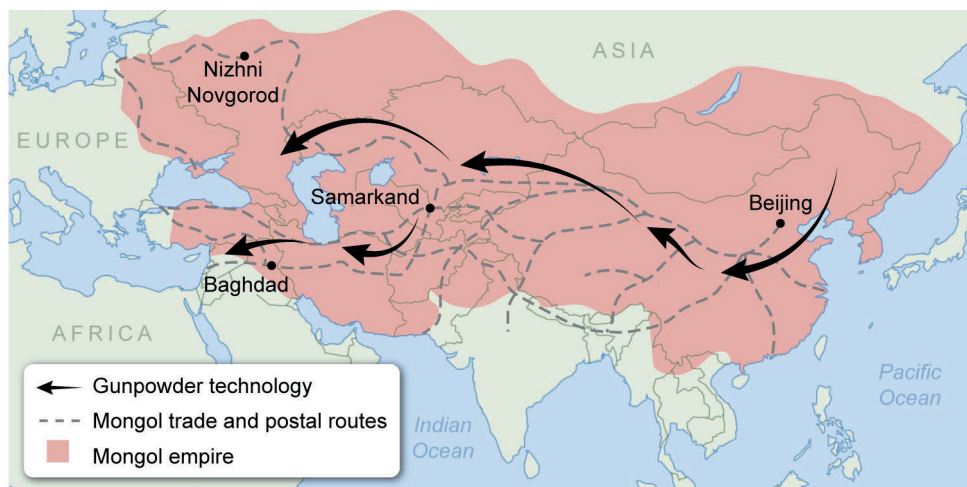 ASIA
Nizhni
Novgorod
EUROPE
Samarkand
Beijing
Baghdad
AFRICA
Pacific
Ocean
Indian
Ocean
Gunpowder technology
Mongol trade and postal routes
Mongol empire